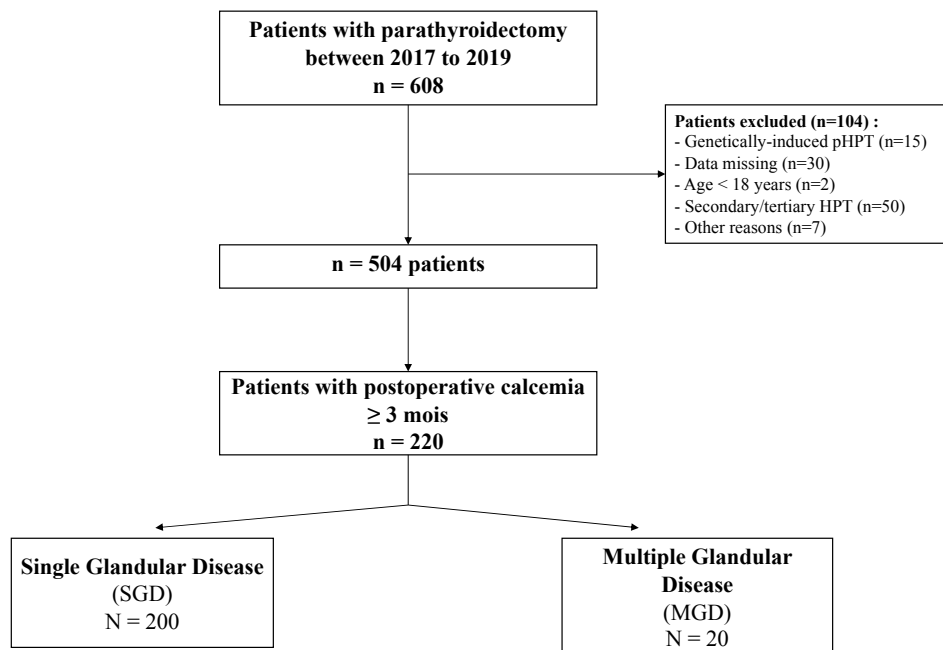 Patients with parathyroidectomy
between 2017 to 2019
n = 608
Patients excluded (n=104) :
- Genetically-induced pHPT (n=15)
- Data missing (n=30)
- Age < 18 years (n=2)
- Secondary/tertiary HPT (n=50)
- Other reasons (n=7)
n = 504 patients
Patients with postoperative calcemia
≥ 3 mois
n = 220
Single Glandular Disease
(SGD)
N = 200
Multiple Glandular
Disease
(MGD)
N = 20